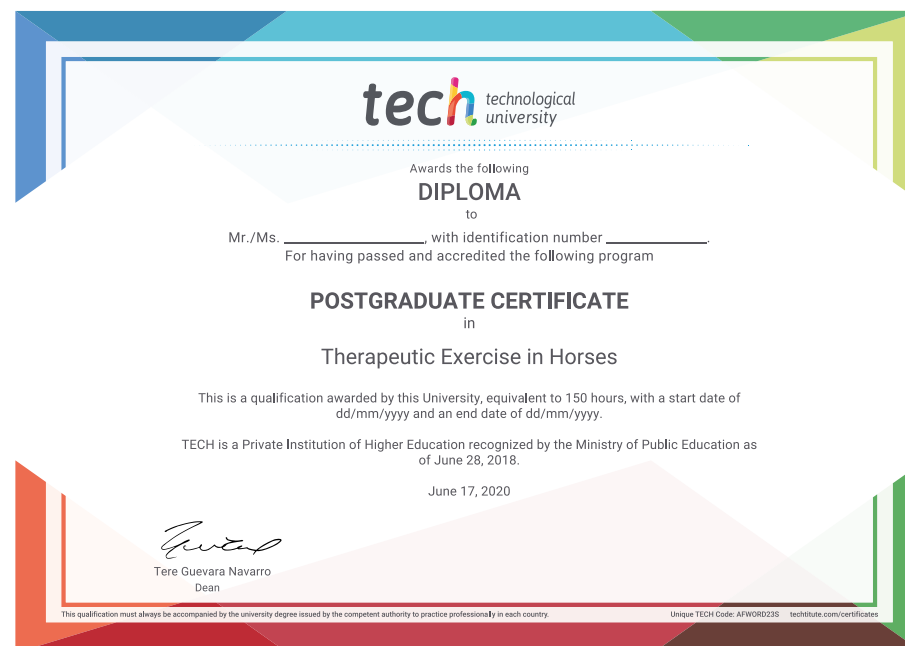 tech technological
university
Awards the following
DIPLOMA
to
Mr./Ms. ____________________, with identification number ______________.
For having passed and accredited the following program
POSTGRADUATE CERTIFICATE
in
Therapeutic Exercise in Horses
This is a qualification awarded by this University, equivalent to 150 hours, with a start date of
dd/mm/yyyy and an end date of dd/mm/yyyy.
TECH is a Private Institution of Higher Education recognized by the Ministry of Public Education as
of June 28, 2018.
June 17, 2020
Tere Guevara Navarro
Dean
This qualification must always be accompanied by the university degree issued by the competent authority to practice professionally in each country. Unique TECH Code: AFWORD23S techtitute.com/certificates